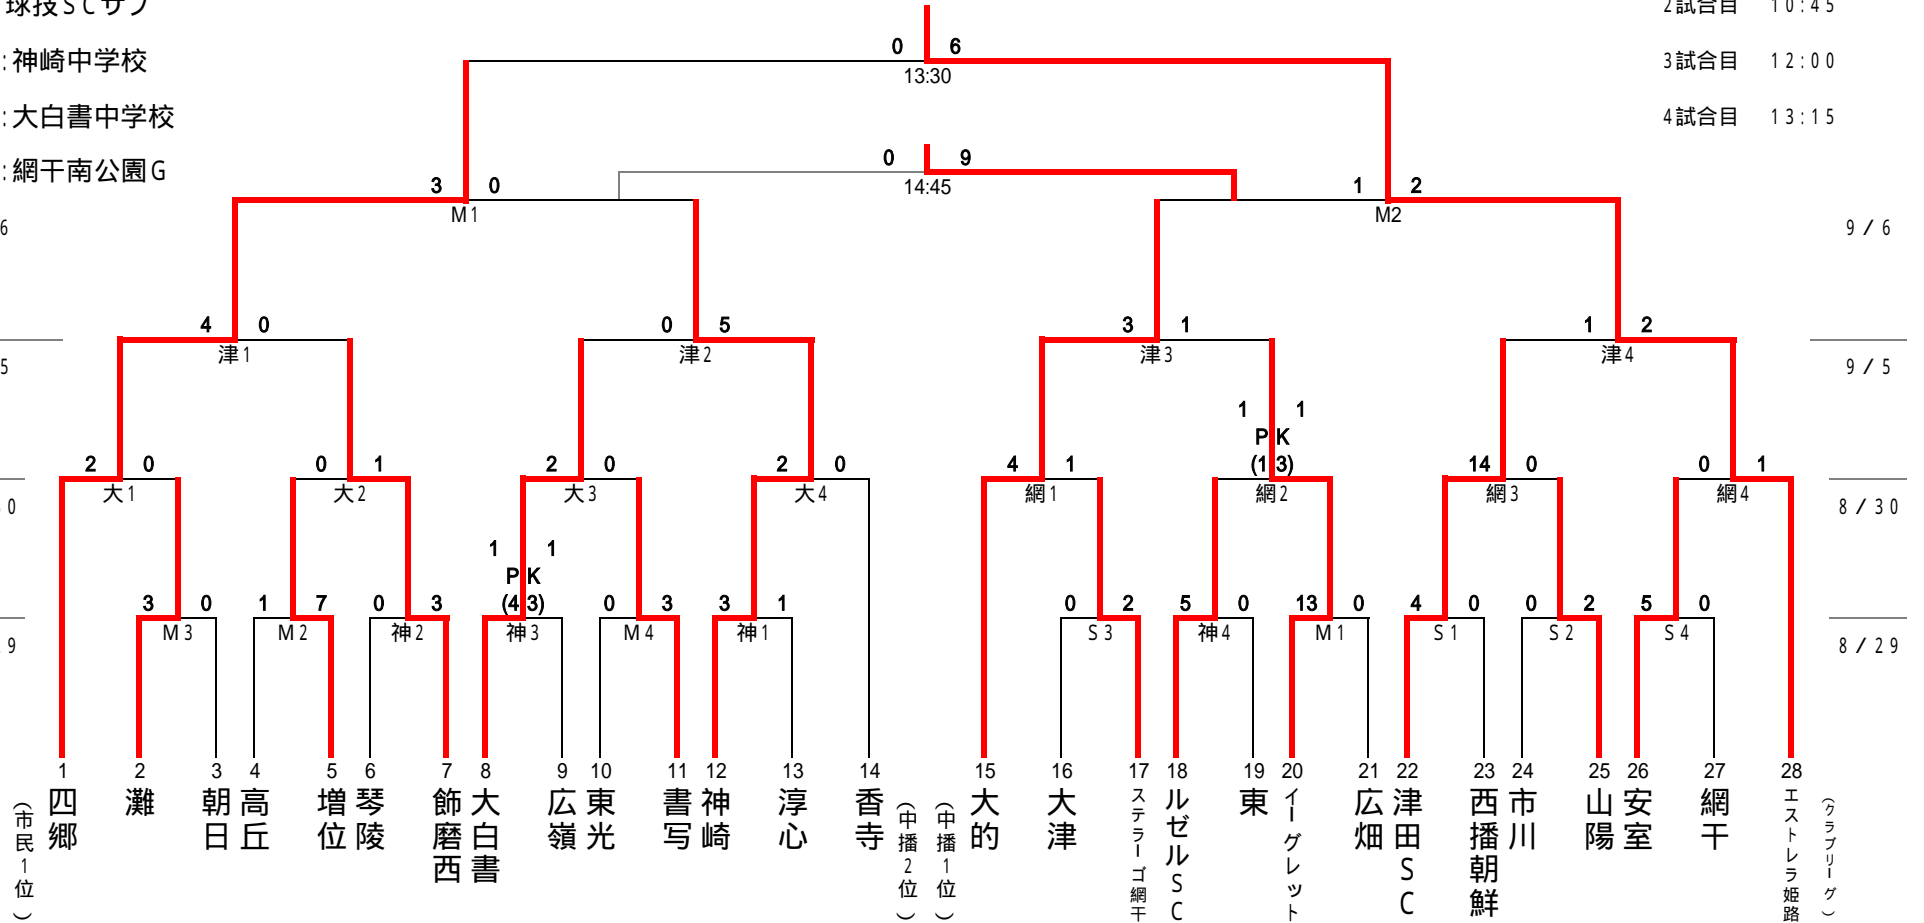 球技SCサブ
2試合目 10:45
0 6
:神崎中学校
13:30
3試合目 12:00
:大白書中学校
4試合目 13:15
0 9
:網干南公園G
14:45
3 0
1 2
M1
M2
6
9/6
4 0
0 5
3 1
1 2
津1
津2
津3
津4
5
9/5
1 1
PK
(1 3)
2 0
0 1
2 0
2 0
4 1
14 0
0 1
大1
大2
大3
大4
網1
網2
網3
網4
0
8/30
1 1
PK
(4 3)
3 0
1 7
0 3
0 3
3 1
0 2
5 0
13 0
4 0
0 2
5 0
M3
M2
神2
神3
M4
神1
S3
神4
M1
S1
S2
S4
9
8/29
1
2
3
4
5
6
7
8
9
10
11
12
13
14
15
16
17
18
19
20
21
22
23
24
25
26
27
28
(市民1位)
四郷
灘
朝日
高丘
増位
琴陵
飾磨西
大白書
広嶺
東光
書写
神崎
淳心
香寺
(中播2位)
(中播1位)
大的
大津
ステラーゴ網干
ルゼルSC
東
イーグレット
広畑
津田SC
西播朝鮮
市川
山陽
安室
網干
エストレラ姫路
(クラブリーグ)